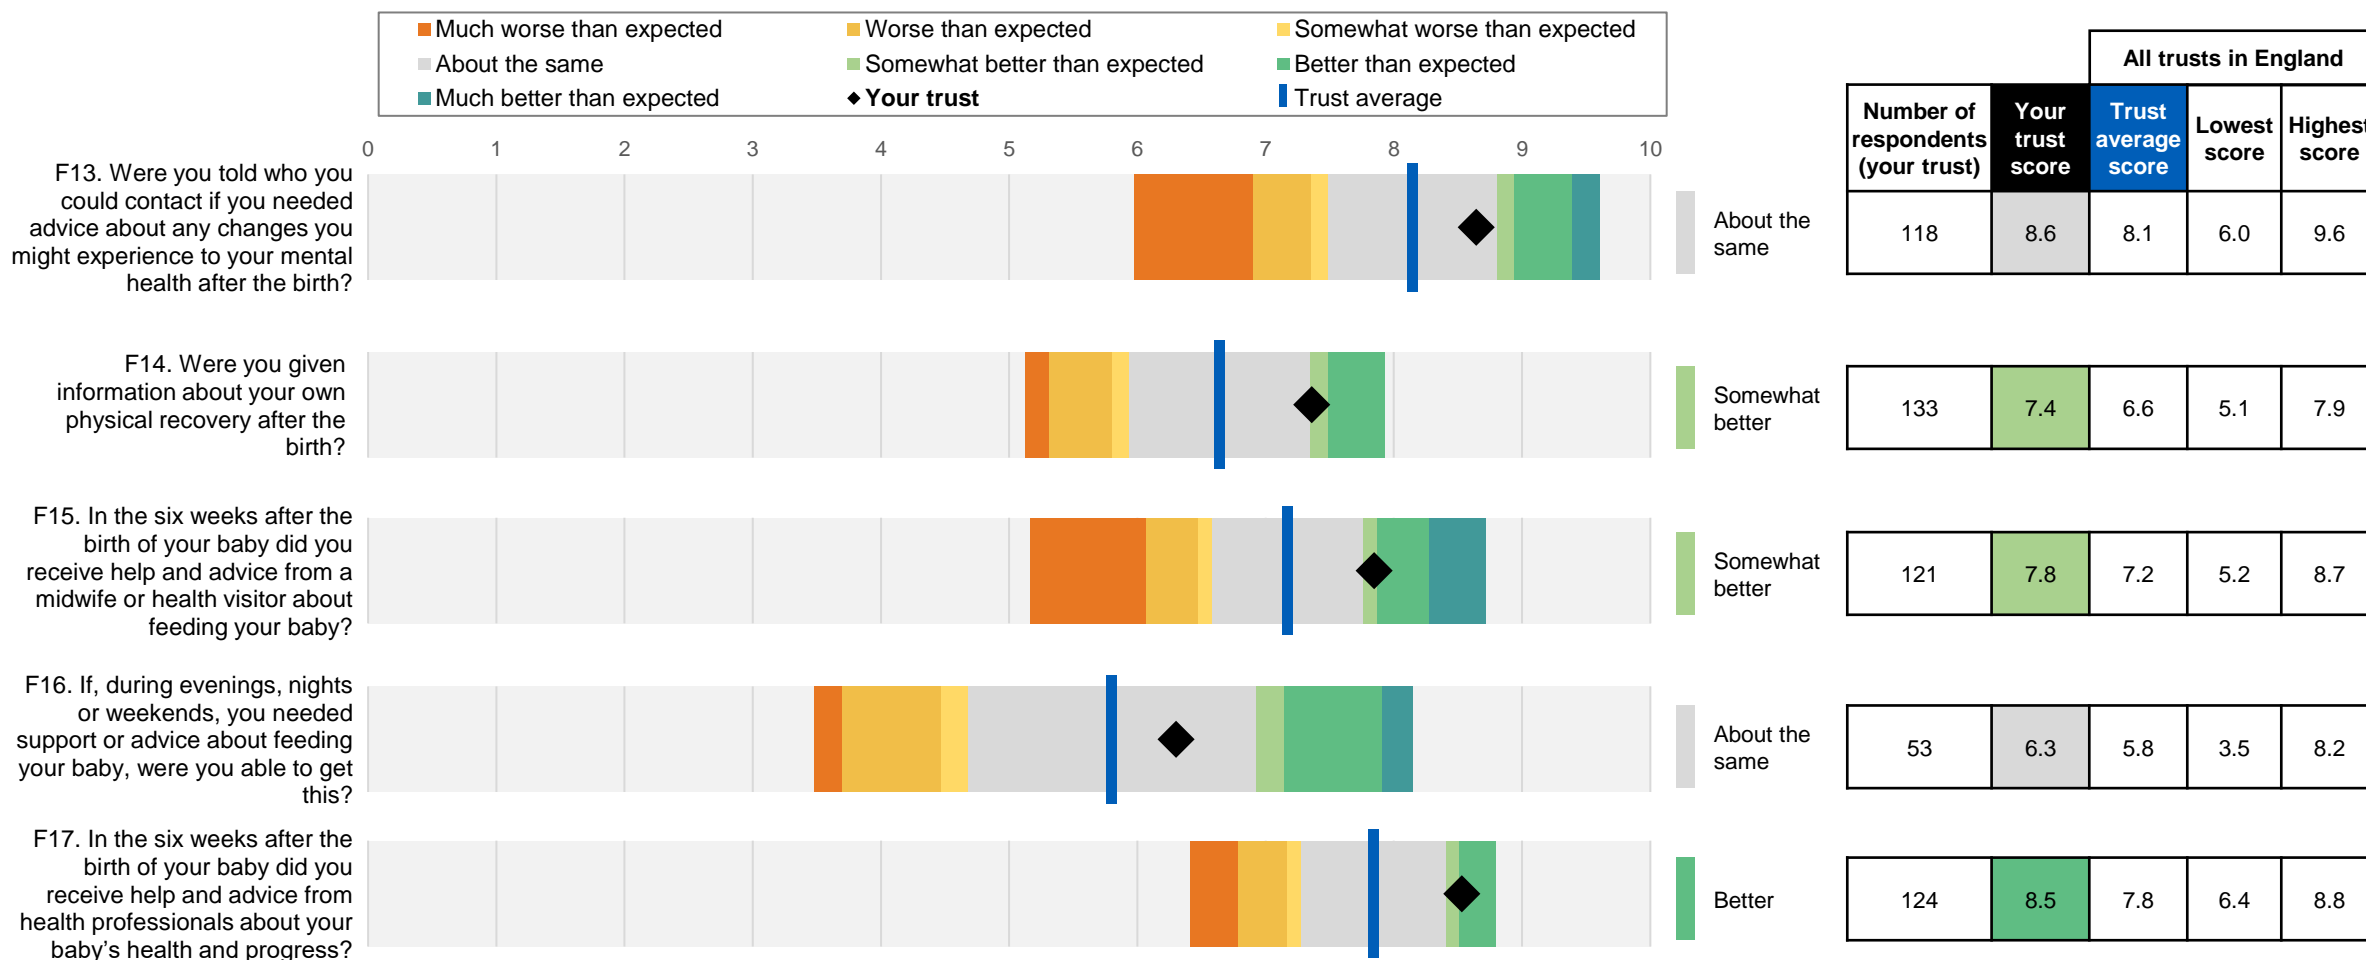 Much worse than expected
Worse than expected
Somewhat worse than expected
About the same
Somewhat better than expected
Better than expected
Much better than expected
Your trust
Trust average
All trusts in England
Number of
respondents
(your trust)
Your
trust
score
Trust
average
score
Lowest
score
Highest
score
0 1 2 3 4 5 6 7 8 9 10
F13. Were you told who you
could contact if you needed
advice about any changes you
might experience to your mental
health after the birth?
About the
same
118 8.6 8.1 6.0 9.6
F14. Were you given
information about your own
physical recovery after the
birth?
Somewhat
better
133 7.4 6.6 5.1 7.9
F15. In the six weeks after the
birth of your baby did you
receive help and advice from a
midwife or health visitor about
feeding your baby?
Somewhat
better
121 7.8 7.2 5.2 8.7
F16. If, during evenings, nights
or weekends, you needed
support or advice about feeding
your baby, were you able to get
this?
About the
same
53 6.3 5.8 3.5 8.2
F17. In the six weeks after the
birth of your baby did you
receive help and advice from
health professionals about your
baby's health and progress?
Better
124 8.5 7.8 6.4 8.8